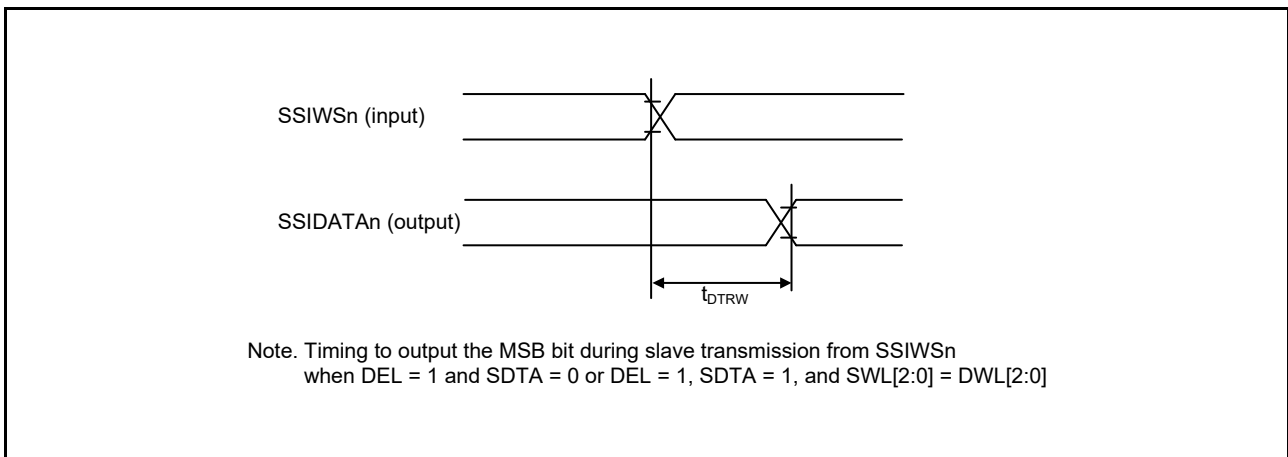 SSIWSn (input)
SSIDATAn (output)
tDTRW
Note. Timing to output the MSB bit during slave transmission from SSIWSn
when DEL = 1 and SDTA = 0 or DEL = 1, SDTA = 1, and SWL[2:0] = DWL[2:0]